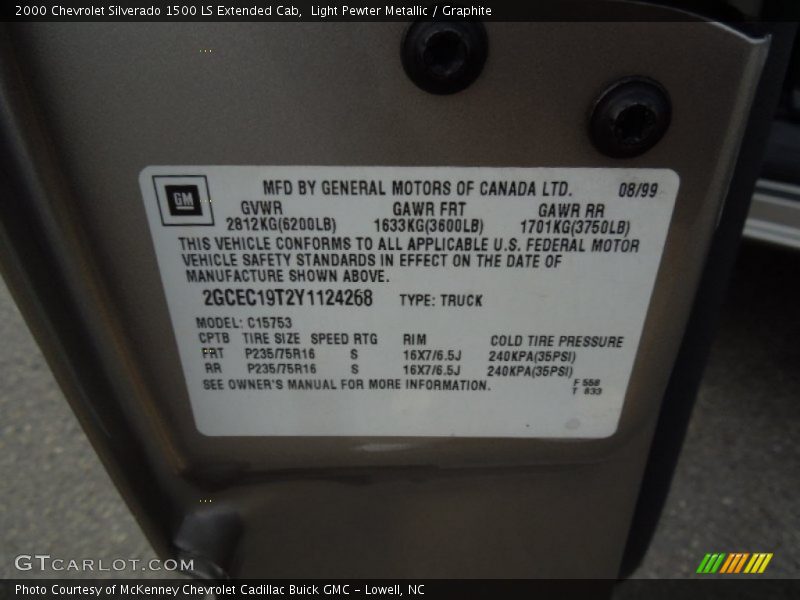 2000 Chevrolet Silverado 1500 LS Extended Cab, Light Pewter Metallic / Graphite
GM
MFD BY GENERAL MOTORS OF CANADA LTD. 08/99
GVWR GAWR FRT GAWR RR
2812KG(6200LB) 1633KG(3600LB) 1701KG(3750LB)
THIS VEHICLE CONFORMS TO ALL APPLICABLE U.S. FEDERAL MOTOR
VEHICLE SAFETY STANDARDS IN EFFECT ON THE DATE OF
MANUFACTURE SHOWN ABOVE.
2GCEC19T2Y1124268 TYPE: TRUCK
MODEL: C15753
CPTB TIRE SIZE SPEED RTG RIM COLD TIRE PRESSURE
FRT P235/75R16 S 16X7/6.5J 240KPA(35PSI)
RR P235/75R16 S 16X7/6.5J 240KPA(35PSI)
SEE OWNER'S MANUAL FOR MORE INFORMATION.
F 558
T 833
GTCARLOT.COM
Photo Courtesy of McKenney Chevrolet Cadillac Buick GMC - Lowell, NC